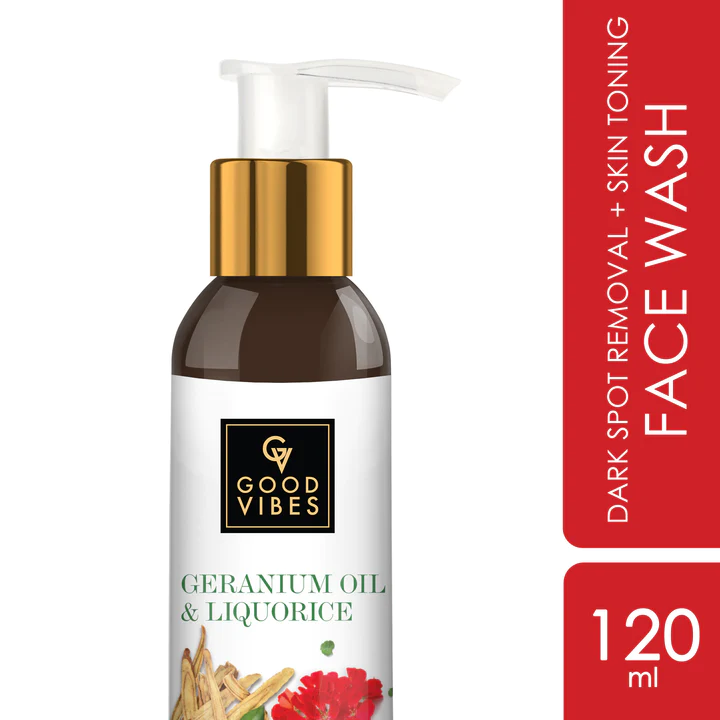 GV
GOOD
VIBES
GERANIUM OIL
& LIQUORICE
DARK SPOT REMOVAL + SKIN TONING
FACE WASH
120
ml